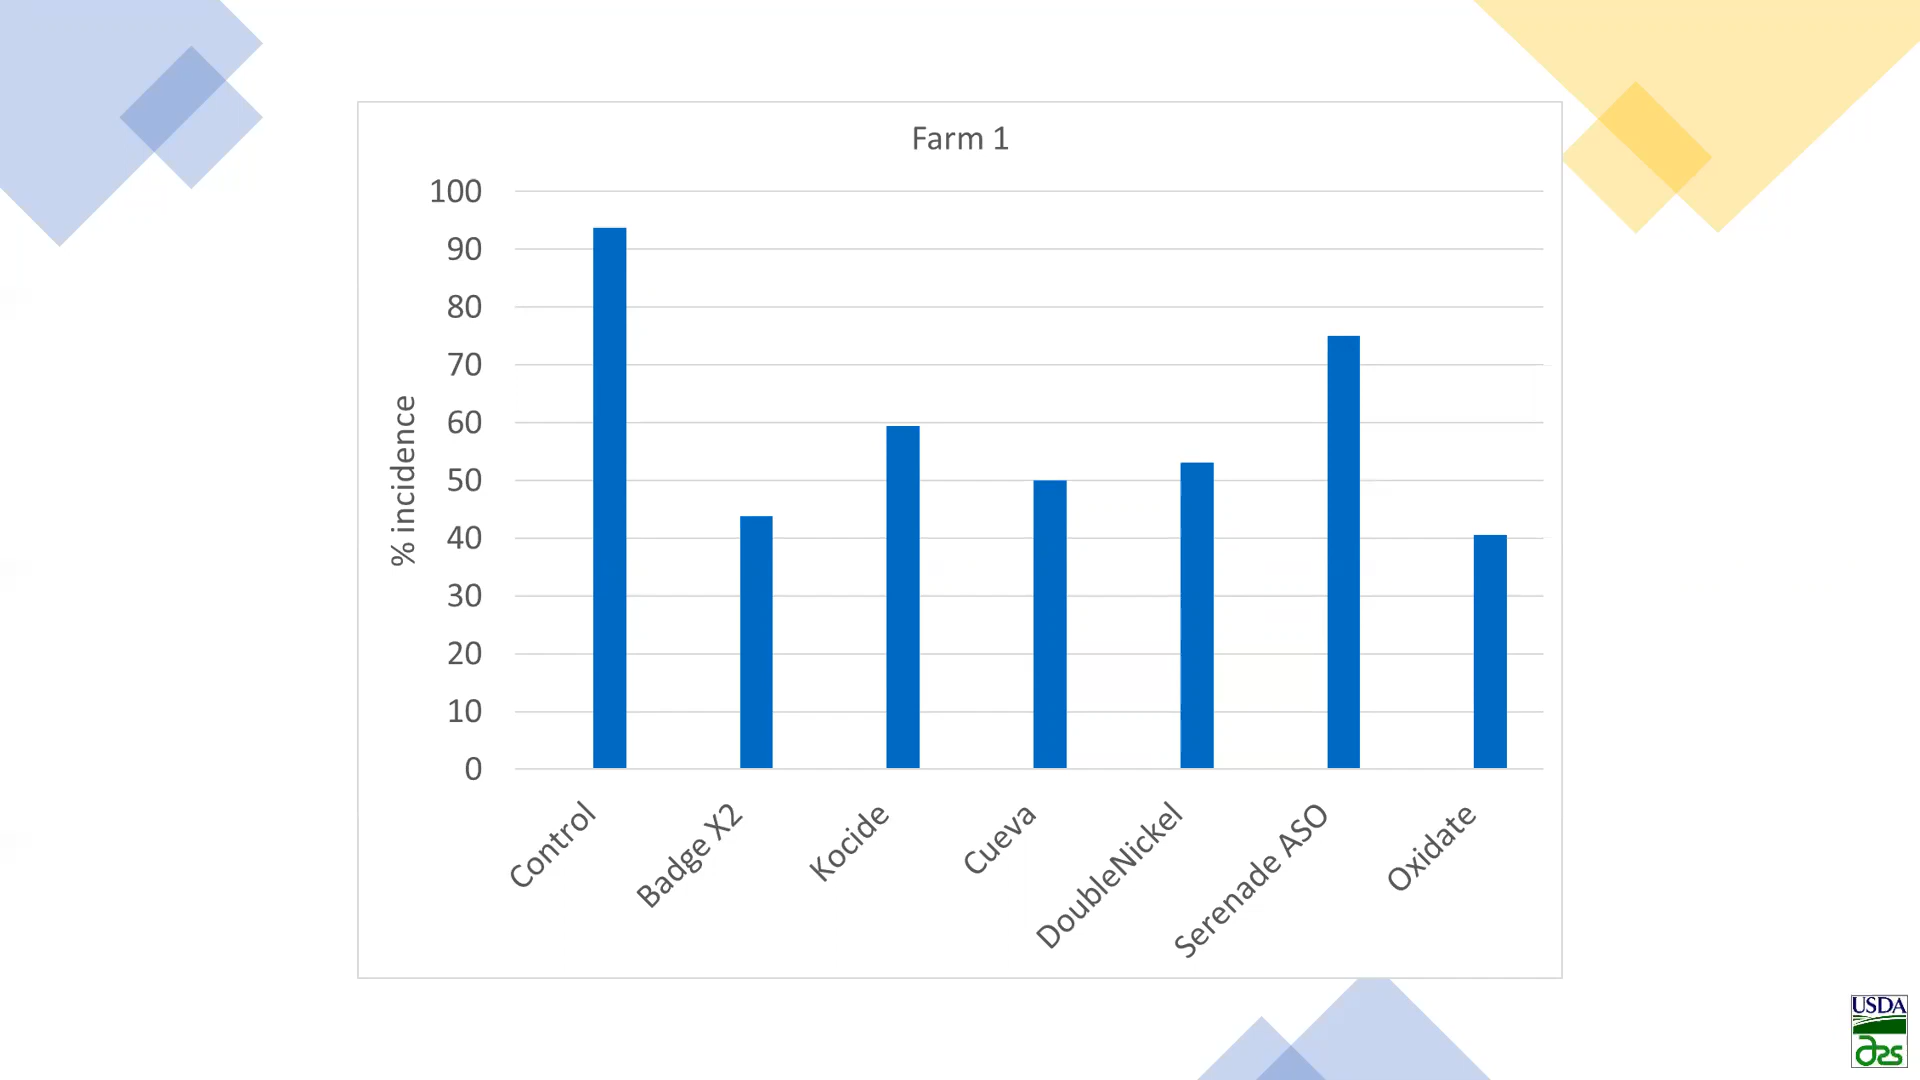 Farm 1
100
90
80
70
60
50
40
30
20
10
0
% incidence
Control
Badge X2
Kocide
Cueva
DoubleNickel
Serenade ASO
Oxidate
USDA
ars